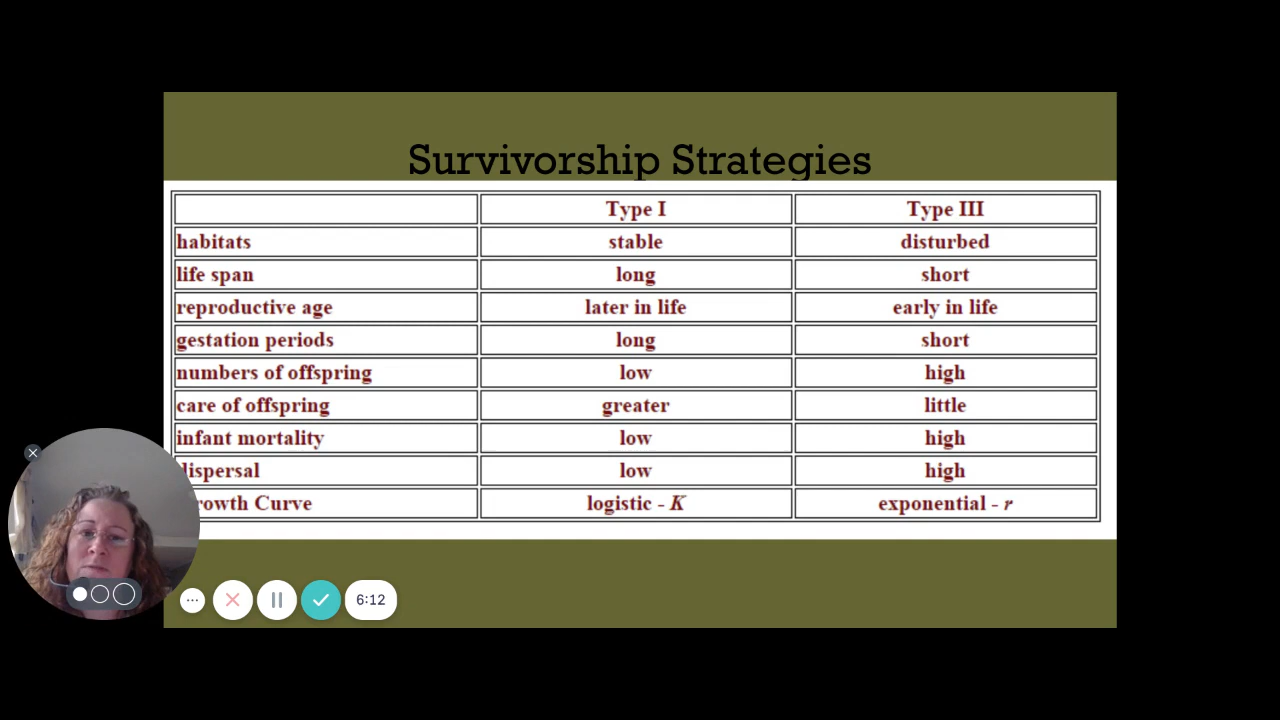 Survivorship Strategies
Type I Type III
habitats stable disturbed
life span long short
reproductive age later in life early in life
gestation periods long short
numbers of offspring low high
care of offspring greater little
infant mortality low high
dispersal low high
Growth Curve logistic - K exponential - r
6:12